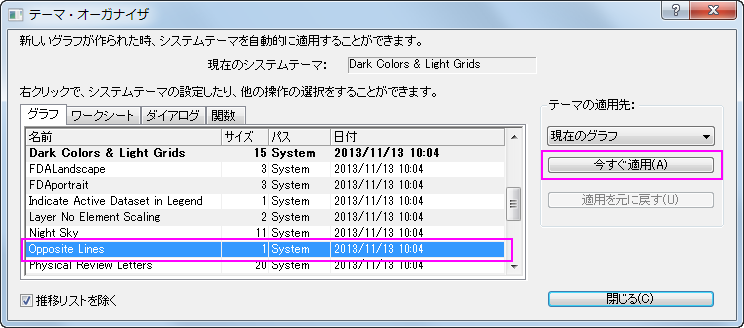 テーマ・オーガナイザ
新しいグラフが作られた時、システムテーマを自動的に適用することができます。
現在のシステムテーマ: Dark Colors & Light Grids
右クリックで、システムテーマの設定したり、他の操作の選択をすることができます。
グラフ ワークシート ダイアログ 関数
名前 サイズ パス 日付
Dark Colors & Light Grids 15 System 2013/11/13 10:04
FDALandscape 3 System 2013/11/13 10:04
FDAportrait 3 System 2013/11/13 10:04
Indicate Active Dataset in Legend 1 System 2013/11/13 10:04
Layer No Element Scaling 2 System 2013/11/13 10:04
Night Sky 11 System 2013/11/13 10:04
Opposite Lines 1 System 2013/11/13 10:04
Physical Review Letters 20 System 2013/11/13 10:04
推移リストを除く
テーマの適用先:
現在のグラフ
今すぐ適用(A)
適用を元に戻す(U)
閉じる(C)